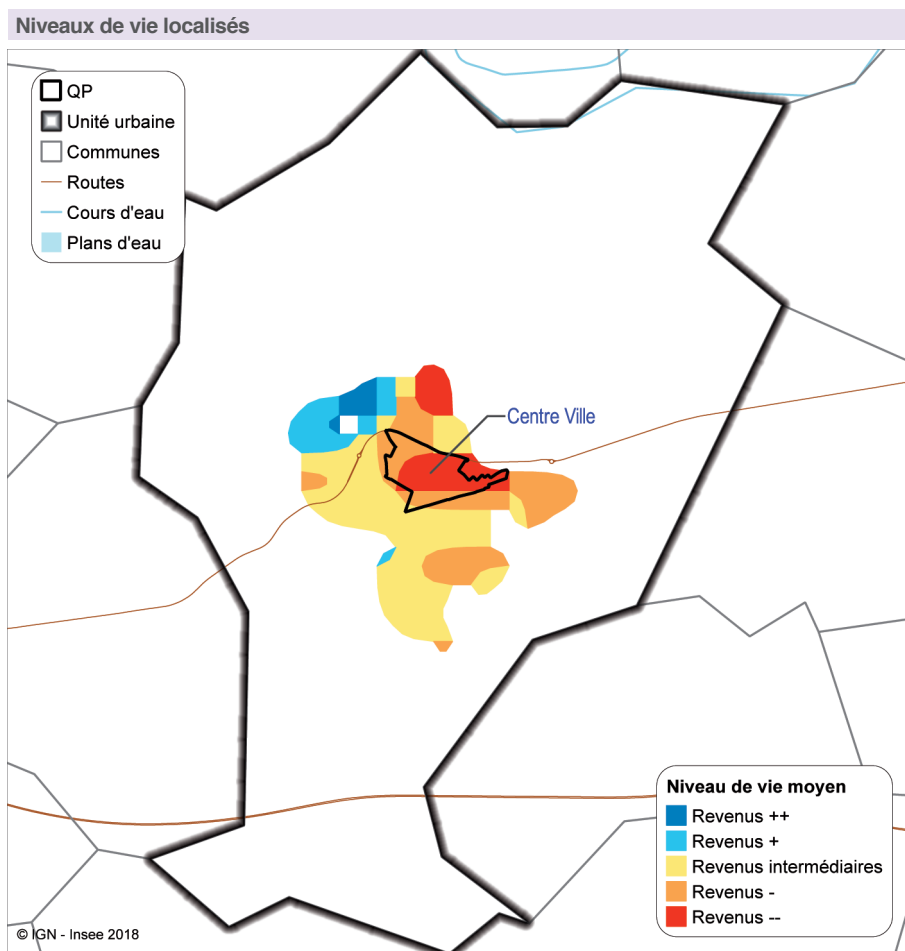 Niveaux de vie localisés
QP
Unité urbaine
Communes
Routes
Cours d'eau
Plans d'eau
Centre Ville
Niveau de vie moyen
Revenus ++
Revenus +
Revenus intermédiaires
Revenus -
Revenus --
© IGN - Insee 2018